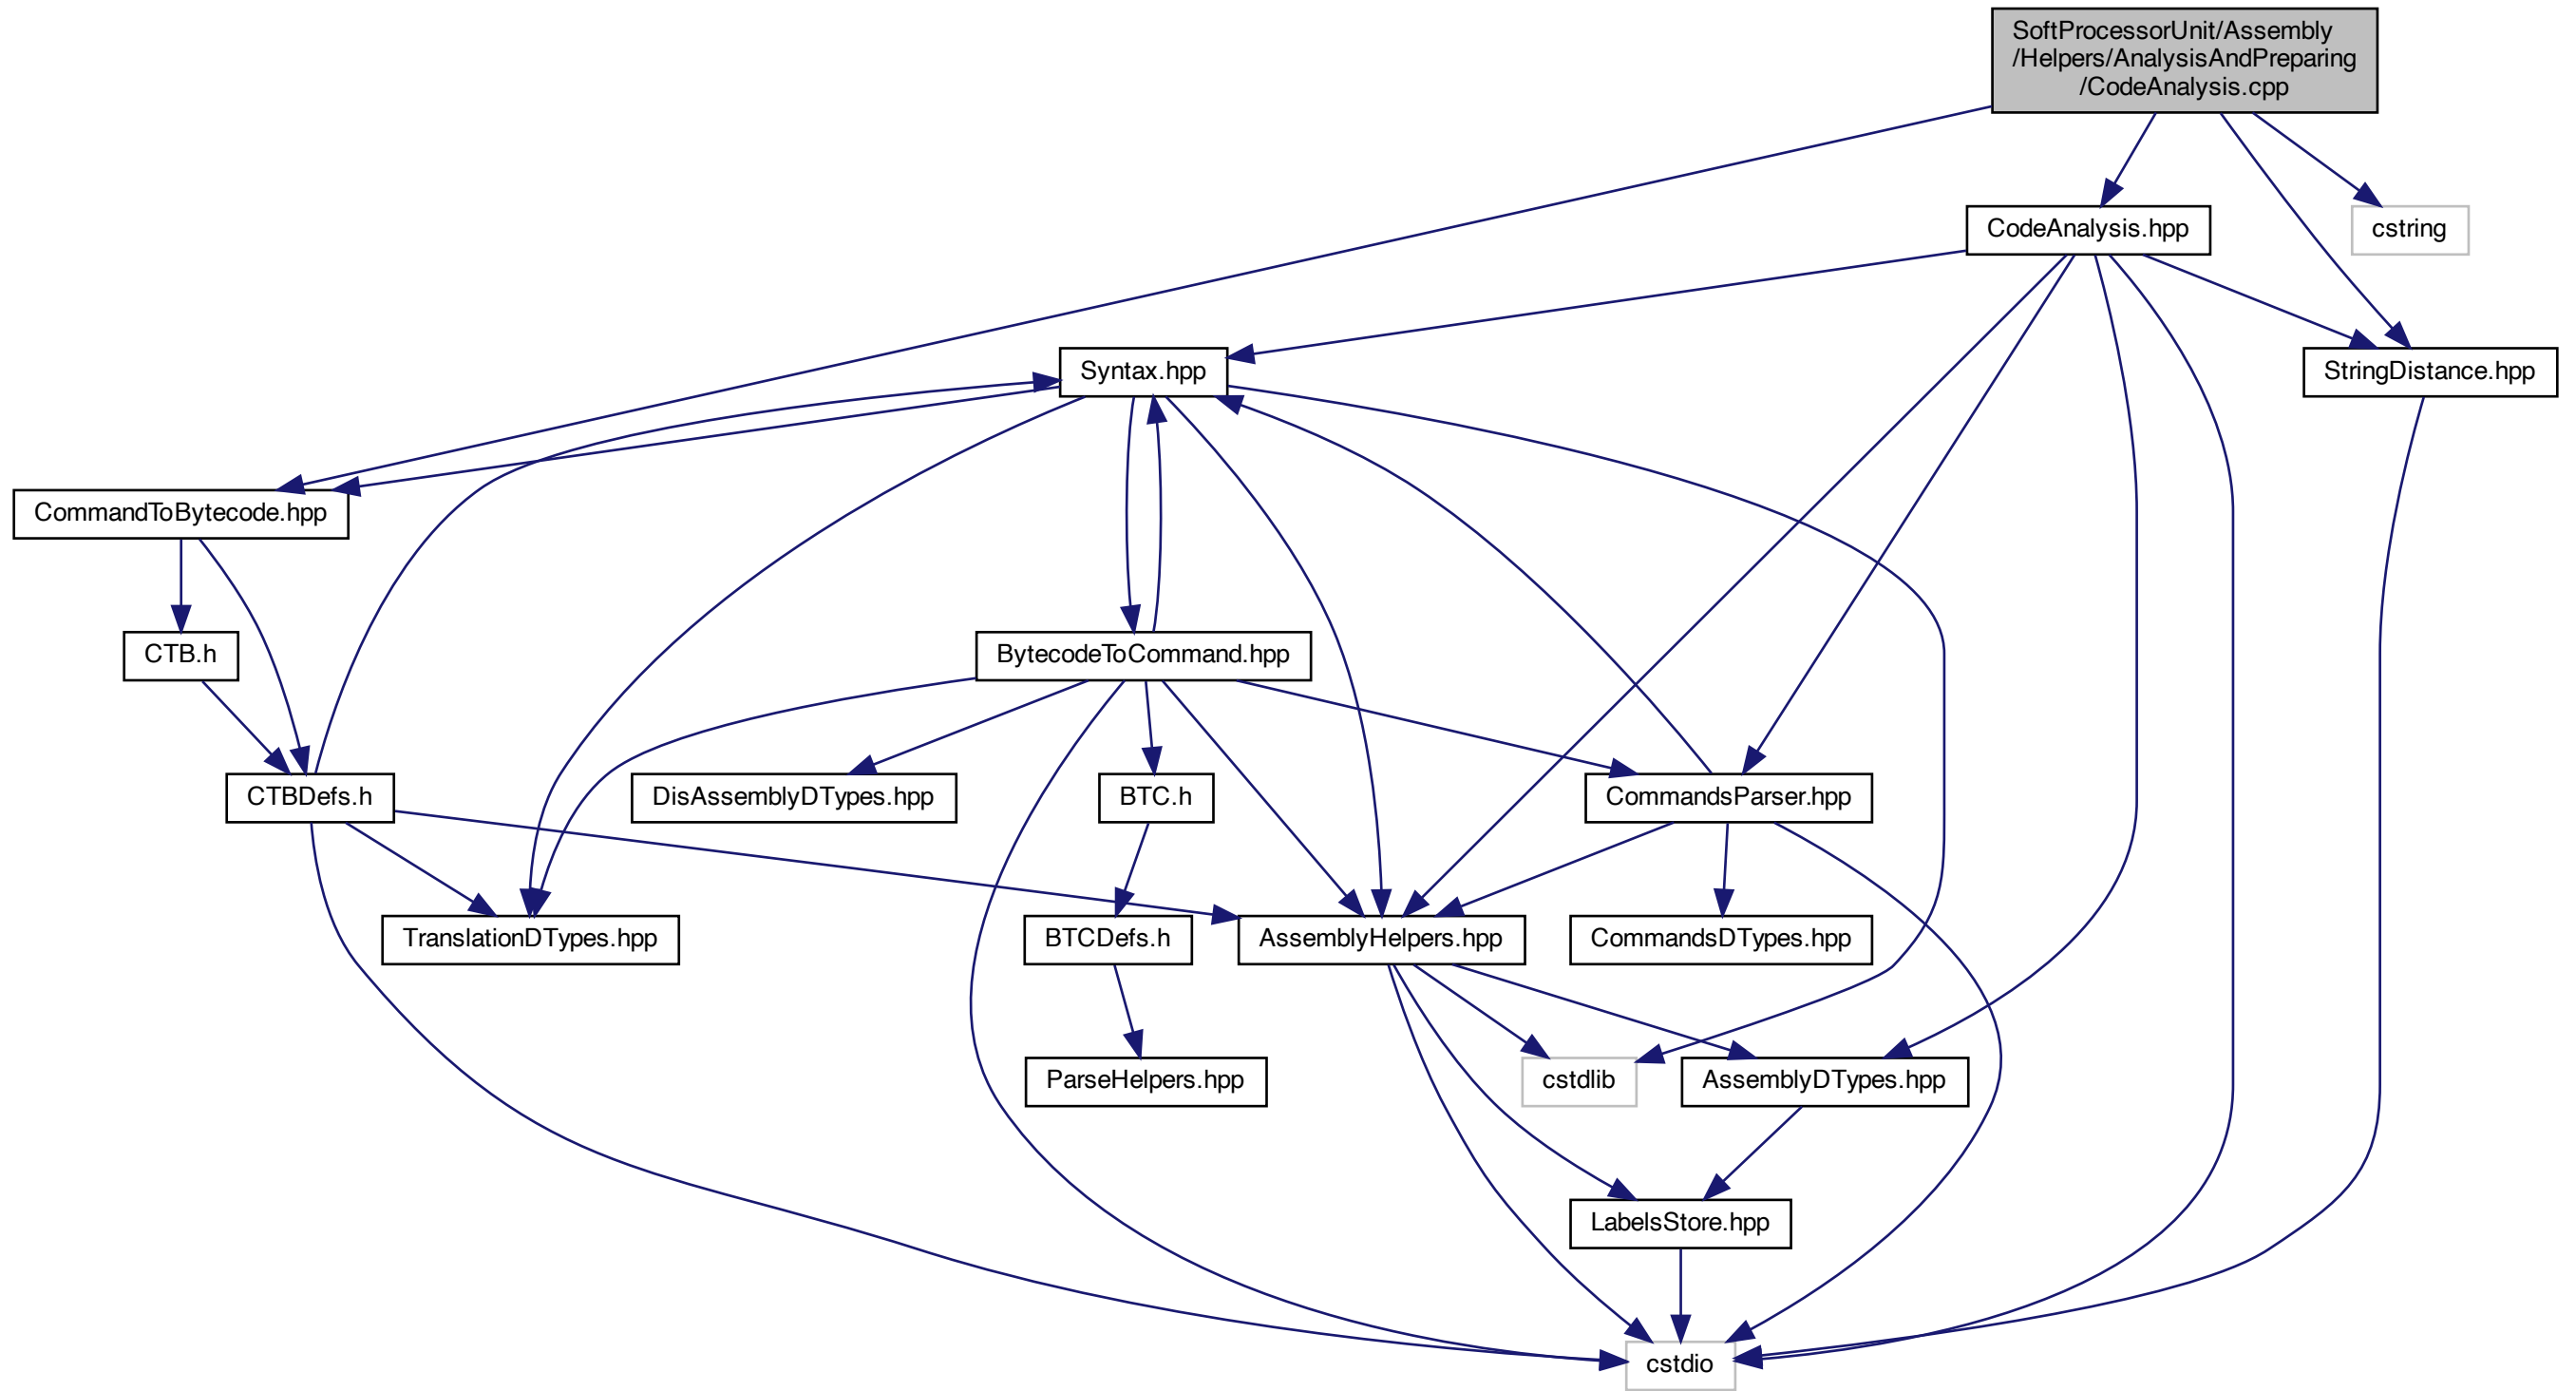 SoftProcessorUnit/Assembly
/Helpers/AnalysisAndPreparing
/CodeAnalysis.cpp
CodeAnalysis.hpp
cstring
Syntax.hpp
StringDistance.hpp
CommandToBytecode.hpp
CTB.h
BytecodeToCommand.hpp
CTBDefs.h
DisAssemblyDTypes.hpp
BTC.h
CommandsParser.hpp
TranslationDTypes.hpp
BTCDefs.h
AssemblyHelpers.hpp
CommandsDTypes.hpp
ParseHelpers.hpp
cstdlib
AssemblyDTypes.hpp
LabelsStore.hpp
cstdio